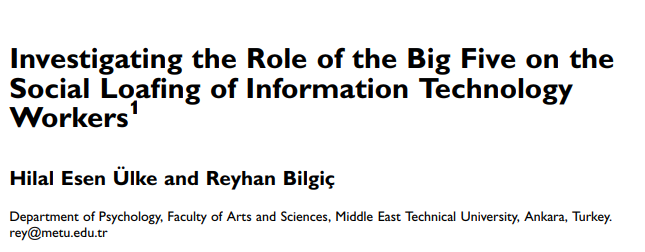 Investigating the Role of the Big Five on the
Social Loafing of Information Technology
Workers1
Hilal Esen Ülke and Reyhan Bilgiç
Department of Psychology, Faculty of Arts and Sciences, Middle East Technical University, Ankara, Turkey.
rey@metu.edu.tr